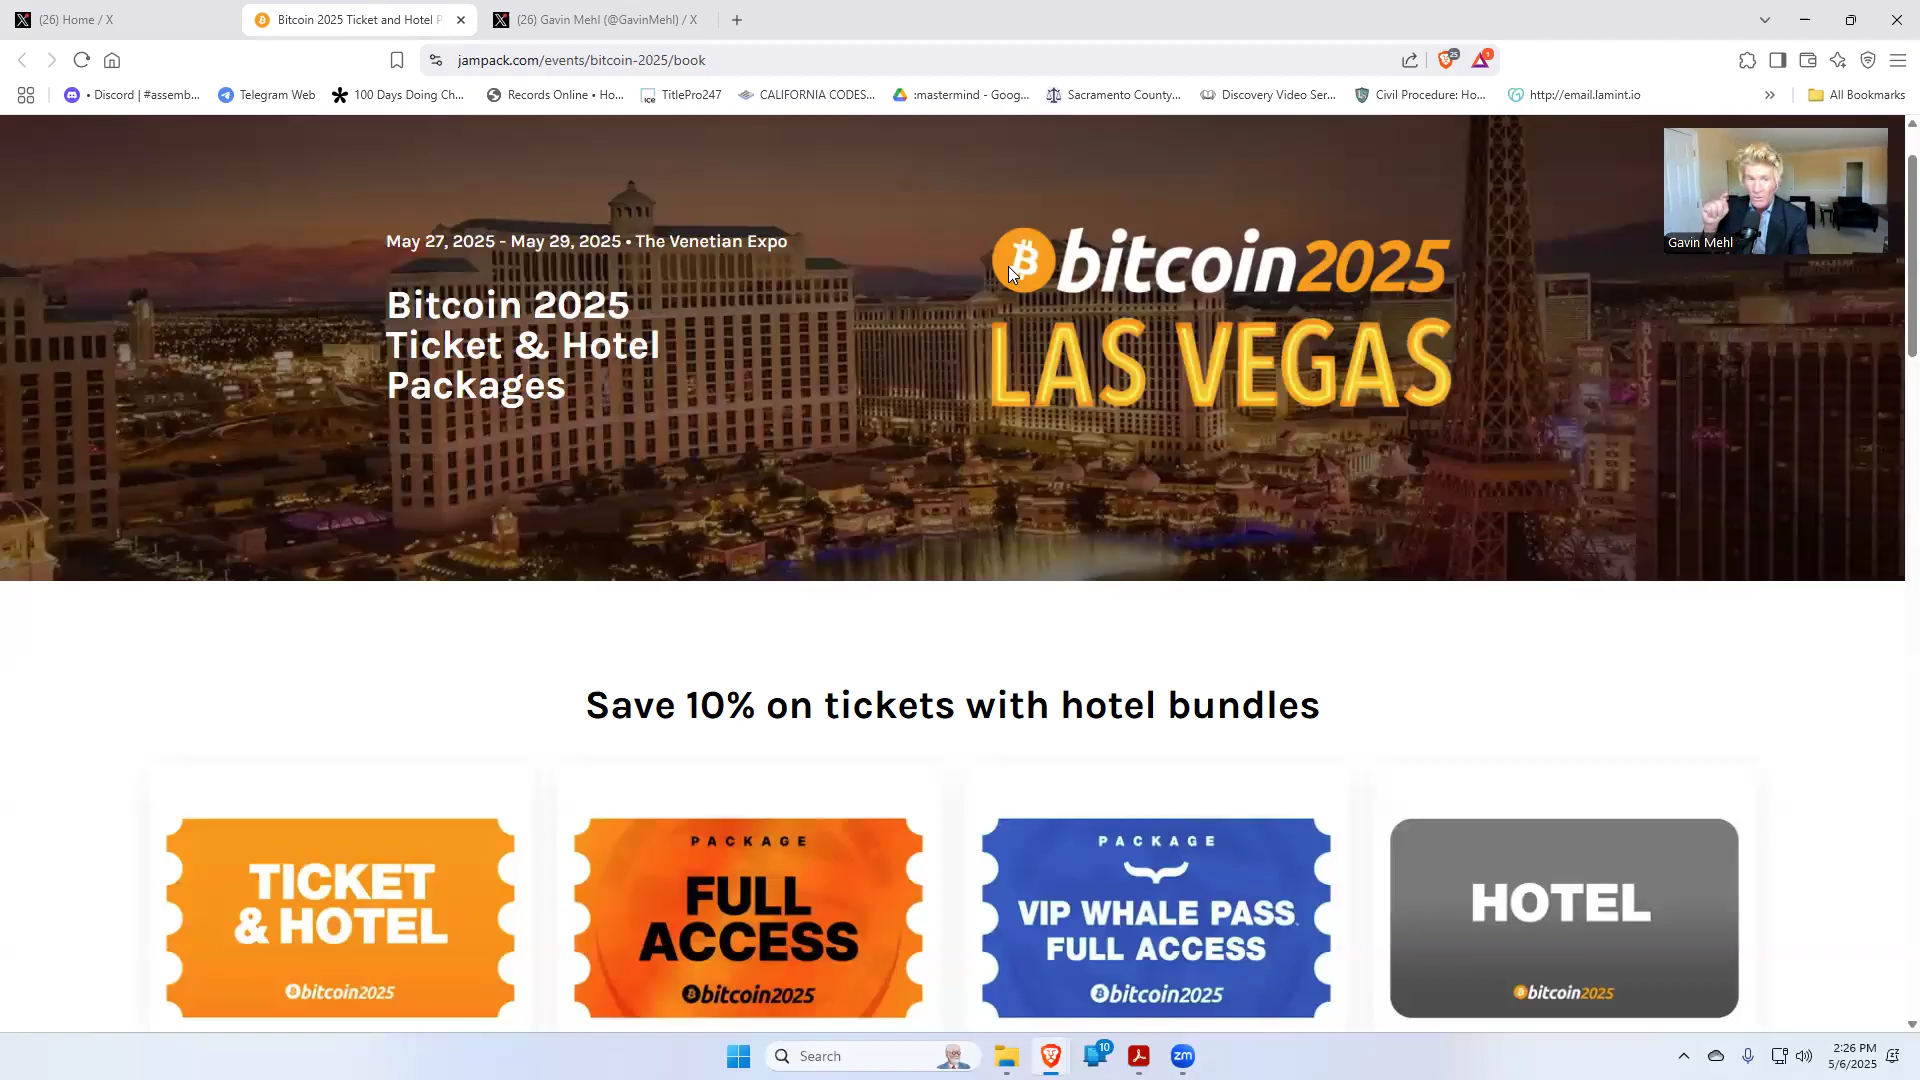 (26) Home / X
Bitcoin 2025 Ticket and Hotel P
(26) Gavin Mehl (@GavinMehl) / X
jampack.com/events/bitcoin-2025/book
25
1
• Discord | #assemb...
Telegram Web
100 Days Doing Ch...
Records Online • Ho...
TitlePro247
CALIFORNIA CODES...
:mastermind - Goog...
Sacramento County...
Discovery Video Ser...
Civil Procedure: Ho...
http://email.lamint.io
All Bookmarks
May 27, 2025 - May 29, 2025 • The Venetian Expo
Bitcoin 2025
Ticket & Hotel
Packages
bitcoin2025
LAS VEGAS
Gavin Mehl
Save 10% on tickets with hotel bundles
TICKET
& HOTEL
bitcoin2025
PACKAGE
FULL
ACCESS
bitcoin2025
PACKAGE
VIP WHALE PASS
FULL ACCESS
bitcoin2025
HOTEL
bitcoin2025
Search
10
zm
2:26 PM
5/6/2025